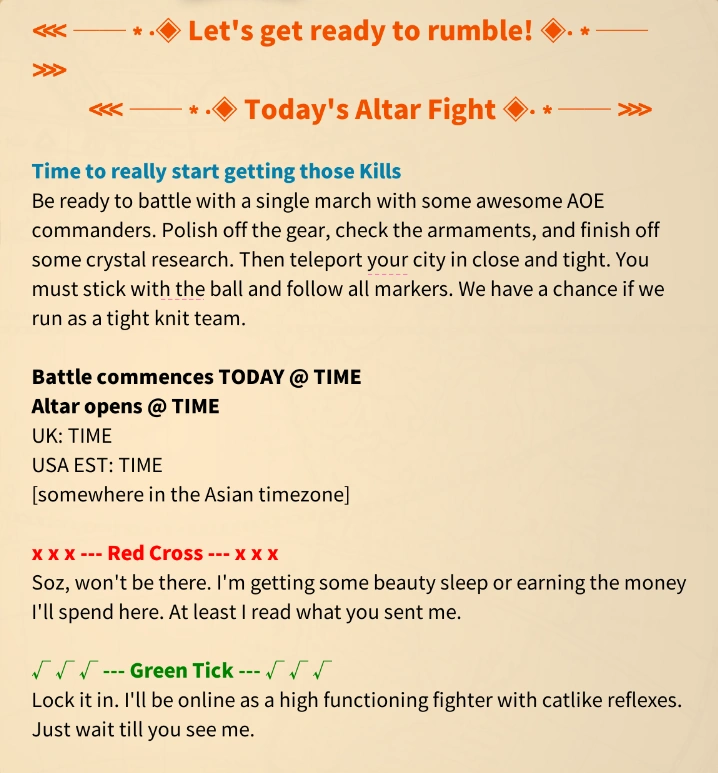 ⋘ ──── * ·◈ Let's get ready to rumble! ◈· * ────
⋙
⋘ ──── * ·◈ Today's Altar Fight ◈· * ──── ⋙
Time to really start getting those Kills
Be ready to battle with a single march with some awesome AOE
commanders. Polish off the gear, check the armaments, and finish off
some crystal research. Then teleport your city in close and tight. You
must stick with the ball and follow all markers. We have a chance if we
run as a tight knit team.
Battle commences TODAY @ TIME
Altar opens @ TIME
UK: TIME
USA EST: TIME
[somewhere in the Asian timezone]
x x x --- Red Cross --- x x x
Soz, won't be there. I'm getting some beauty sleep or earning the money
I'll spend here. At least I read what you sent me.
√ √ √ --- Green Tick --- √ √ √
Lock it in. I'll be online as a high functioning fighter with catlike reflexes.
Just wait till you see me.